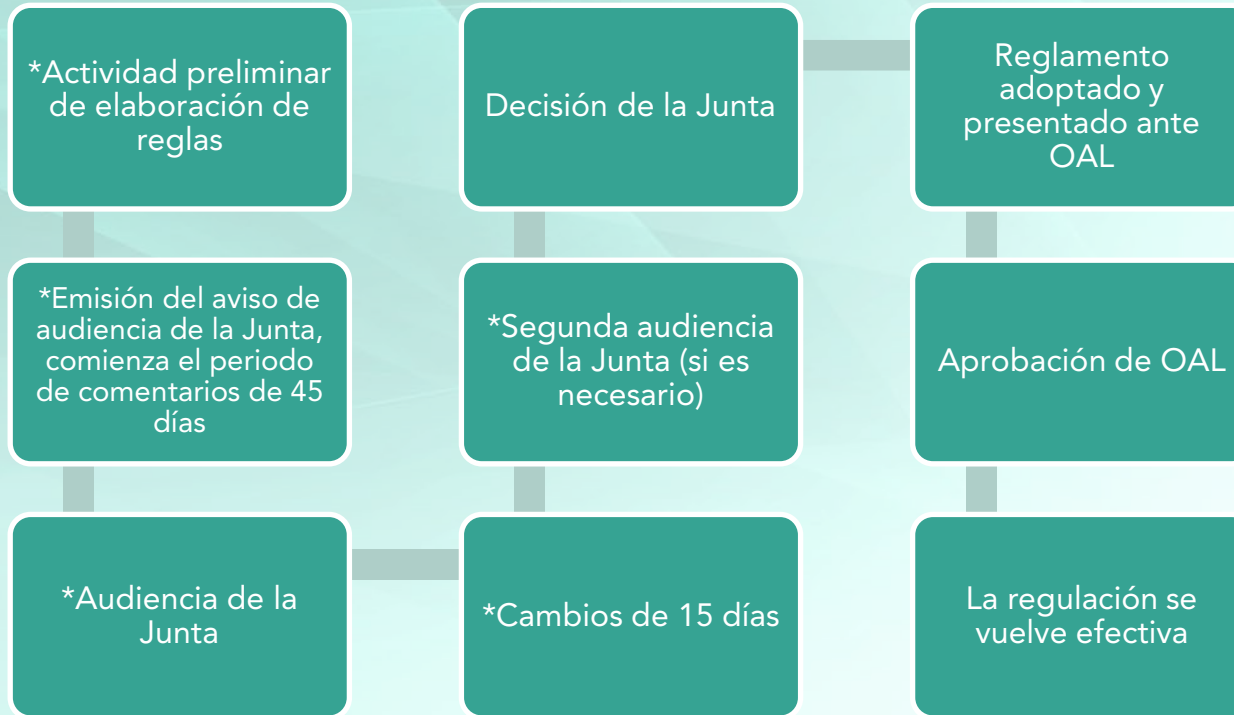 *Actividad preliminar
de elaboración de
reglas
*Emisión del aviso de
audiencia de la Junta,
comienza el periodo
de comentarios de 45
días
*Audiencia de la
Junta
*Cambios de 15 días
*Segunda audiencia
de la Junta (si es
necesario)
Decisión de la Junta
Reglamento
adoptado y
presentado ante
OAL
Aprobación de OAL
La regulación se
vuelve efectiva